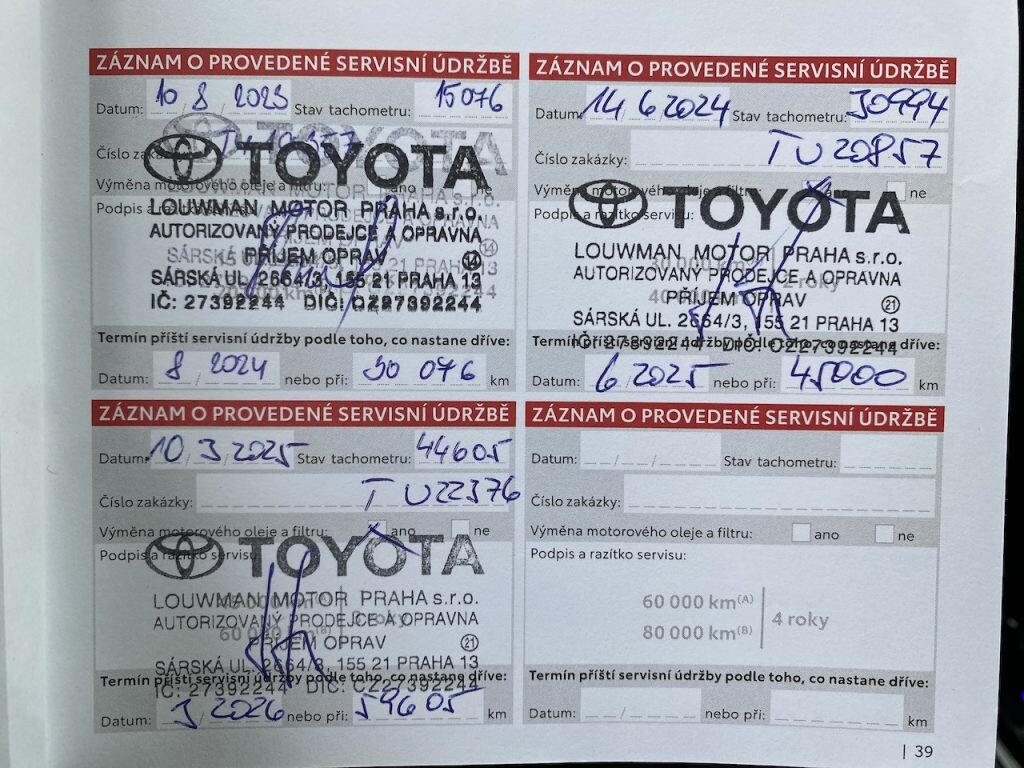 ZÁZNAM O PROVEDENÉ SERVISNÍ ÚDRŽBĚ
Datum: 10 / 8 / 2023 Stav tachometru: 15076
Číslo zakázky:
TOYOTA
Výměna motorového oleje a filtru: ano ne
Podpis a razítko servisu:
LOUWMAN MOTOR PRAHA s.r.o.
AUTORIZOVANÝ PRODEJCE A OPRAVNA
PŘÍJEM OPRAV 14
SÁRSKÁ UL. 2664/3, 155 21 PRAHA 13
IČ: 27392244 DIČ: CZ27392244
Termín příští servisní údržby podle toho, co nastane dříve:
Datum: 8 / 2024 nebo při: 30 076 km
ZÁZNAM O PROVEDENÉ SERVISNÍ ÚDRŽBĚ
Datum: 14 6 2024 Stav tachometru: 30994
Číslo zakázky: TU20857
Výměna motorového oleje a filtru: ano ne
Podpis a razítko servisu:
TOYOTA
LOUWMAN MOTOR PRAHA s.r.o.
AUTORIZOVANÝ PRODEJCE A OPRAVNA
PŘÍJEM OPRAV 21
SÁRSKÁ UL. 2664/3, 155 21 PRAHA 13
IČ: 27392244 DIČ: CZ27392244
Termín příští servisní údržby podle toho, co nastane dříve:
Datum: 6 / 2025 nebo při: 45000 km
ZÁZNAM O PROVEDENÉ SERVISNÍ ÚDRŽBĚ
Datum: 10 / 3 / 2025 Stav tachometru: 44605
Číslo zakázky: TU22376
Výměna motorového oleje a filtru: ano ne
Podpis a razítko servisu:
TOYOTA
LOUWMAN MOTOR PRAHA s.r.o.
AUTORIZOVANÝ PRODEJCE A OPRAVNA
PŘÍJEM OPRAV 21
SÁRSKÁ UL. 2664/3, 155 21 PRAHA 13
IČ: 27392244 DIČ: CZ27392244
Termín příští servisní údržby podle toho, co nastane dříve:
Datum: 3 / 2026 nebo při: 59605 km
ZÁZNAM O PROVEDENÉ SERVISNÍ ÚDRŽBĚ
Datum: / / Stav tachometru:
Číslo zakázky:
Výměna motorového oleje a filtru: ano ne
Podpis a razítko servisu:
60 000 km(A)
80 000 km(B)
4 roky
Termín příští servisní údržby podle toho, co nastane dříve:
Datum: / nebo při: km
| 39